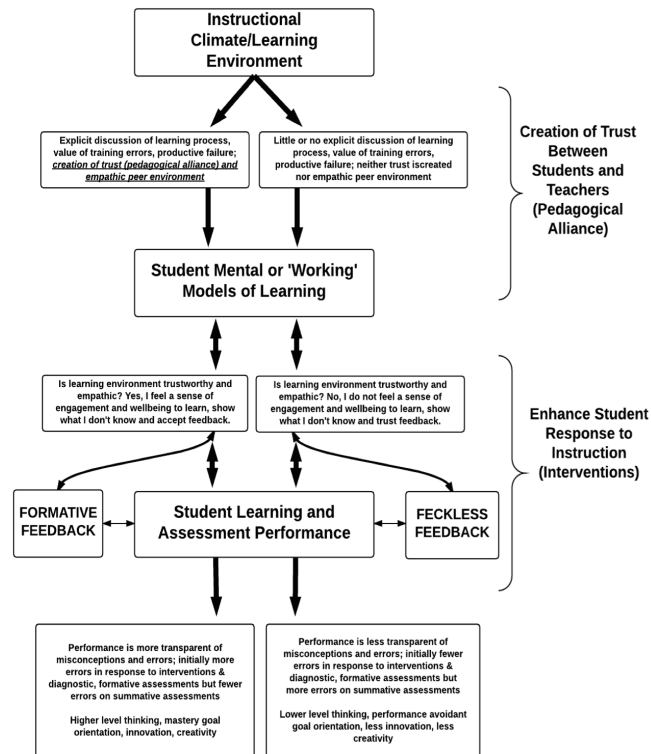 Instructional
Climate/Learning
Environment
Explicit discussion of learning process,
value of training errors, productive failure;
creation of trust (pedagogical alliance) and
empathic peer environment
Little or no explicit discussion of learning
process, value of training errors,
productive failure; neither trust iscreated
nor empathic peer environment
Creation of Trust
Between
Students and
Teachers
(Pedagogical
Alliance)
Student Mental or 'Working'
Models of Learning
Is learning environment trustworthy and
empathic? Yes, I feel a sense of
engagement and wellbeing to learn, show
what I don't know and accept feedback.
Is learning environment trustworthy and
empathic? No, I do not feel a sense of
engagement and wellbeing to learn, show
what I don't know and trust feedback.
Enhance Student
Response to
Instruction
(Interventions)
FORMATIVE
FEEDBACK
Student Learning and
Assessment Performance
FECKLESS
FEEDBACK
Performance is more transparent of
misconceptions and errors; initially more
errors in response to interventions &
diagnostic, formative assessments but fewer
errors on summative assessments
Higher level thinking, mastery goal
orientation, innovation, creativity
Performance is less transparent of
misconceptions and errors; initially fewer
errors in response to interventions &
diagnostic, formative assessments but
more errors on summative assessments
Lower level thinking, performance avoidant
goal orientation, less innovation, less
creativity